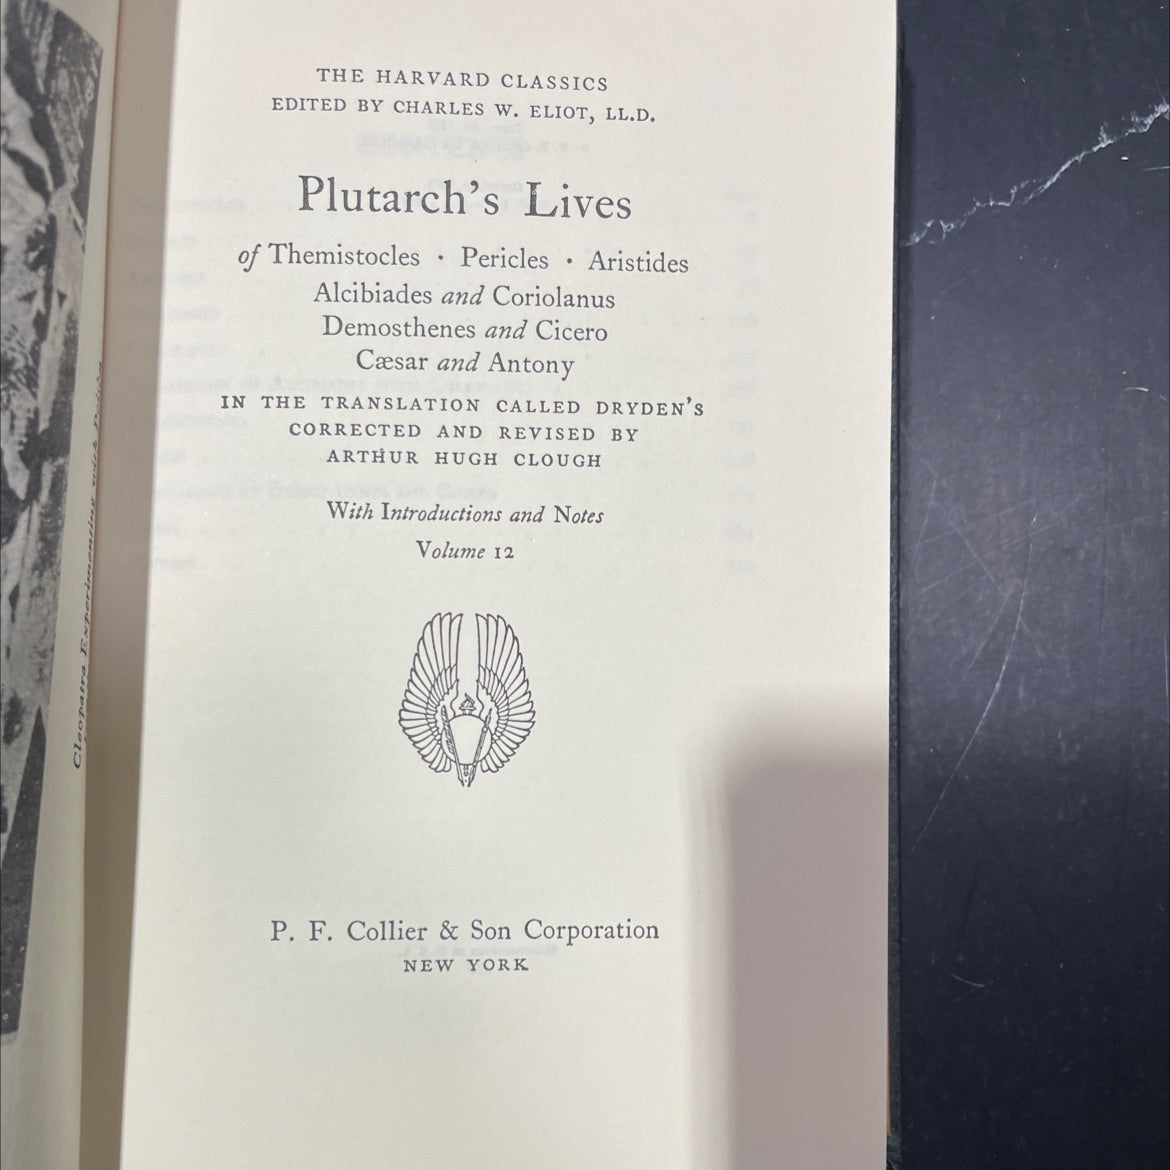 THE HARVARD CLASSICS
EDITED BY CHARLES W. ELIOT, LL.D.
Plutarch's Lives
of Themistocles · Pericles · Aristides
Alcibiades and Coriolanus
Demosthenes and Cicero
Cæsar and Antony
IN THE TRANSLATION CALLED DRYDEN'S
CORRECTED AND REVISED BY
ARTHUR HUGH CLOUGH
With Introductions and Notes
Volume 12
P. F. Collier & Son Corporation
NEW YORK
Cleopatra Experimenting with Poisons